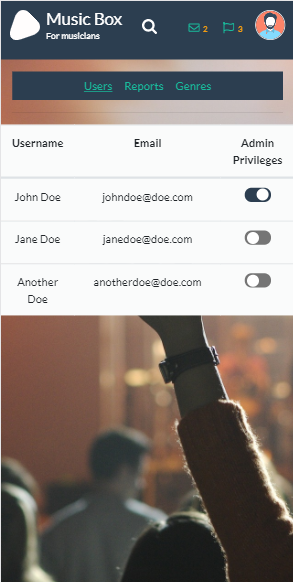 Music Box
For musicians
2
3
Users Reports Genres
Username Email Admin
Privileges
John Doe johndoe@doe.com
Jane Doe janedoe@doe.com
Another anotherdoe@doe.com
Doe